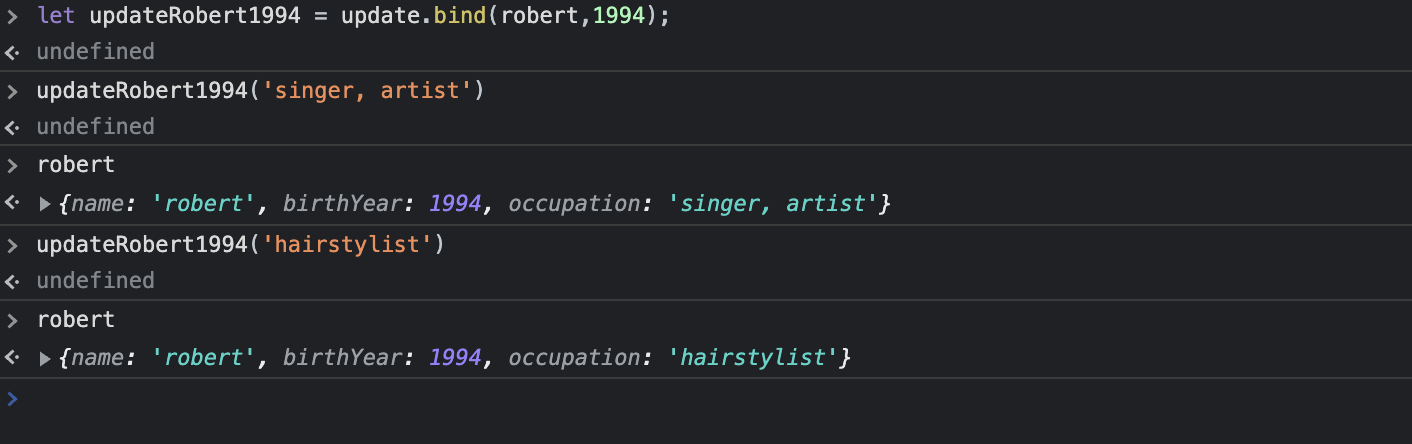 > let updateRobert1994 = update.bind(robert,1994);
undefined
> updateRobert1994('singer, artist')
undefined
> robert
▶{name: 'robert', birthYear: 1994, occupation: 'singer, artist'}
> updateRobert1994('hairstylist')
undefined
> robert
▶{name: 'robert', birthYear: 1994, occupation: 'hairstylist'}
>